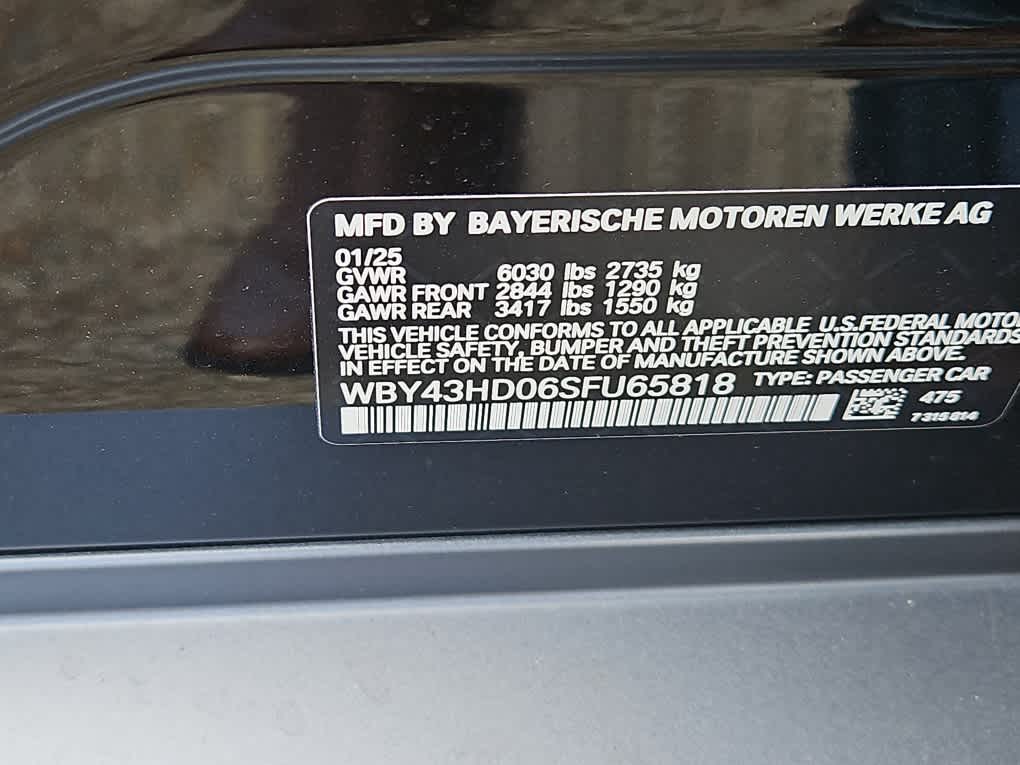 MFD BY BAYERISCHE MOTOREN WERKE AG
01/25
GVWR 6030 lbs 2735 kg
GAWR FRONT 2844 lbs 1290 kg
GAWR REAR 3417 lbs 1550 kg
THIS VEHICLE CONFORMS TO ALL APPLICABLE U.S.FEDERAL MOTO
VEHICLE SAFETY, BUMPER AND THEFT PREVENTION STANDARDS
IN EFFECT ON THE DATE OF MANUFACTURE SHOWN ABOVE.
WBY43HD06SFU65818 TYPE: PASSENGER CAR
475
7315814